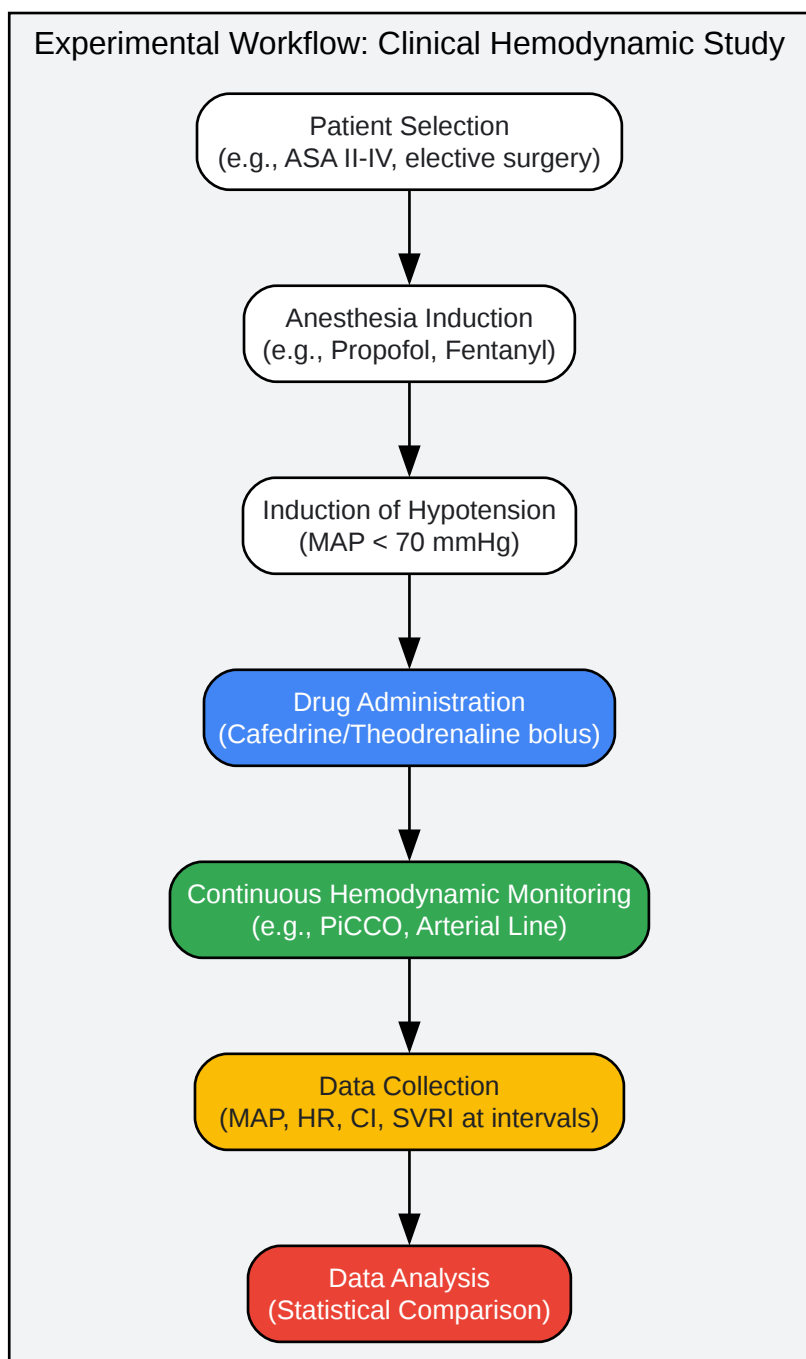 Experimental Workflow: Clinical Hemodynamic Study
Patient Selection
(e.g., ASA II-IV, elective surgery)
Anesthesia Induction
(e.g., Propofol, Fentanyl)
Induction of Hypotension
(MAP < 70 mmHg)
Drug Administration
(Cafedrine/Theodrenaline bolus)
Continuous Hemodynamic Monitoring
(e.g., PiCCO, Arterial Line)
Data Collection
(MAP, HR, CI, SVRI at intervals)
Data Analysis
(Statistical Comparison)